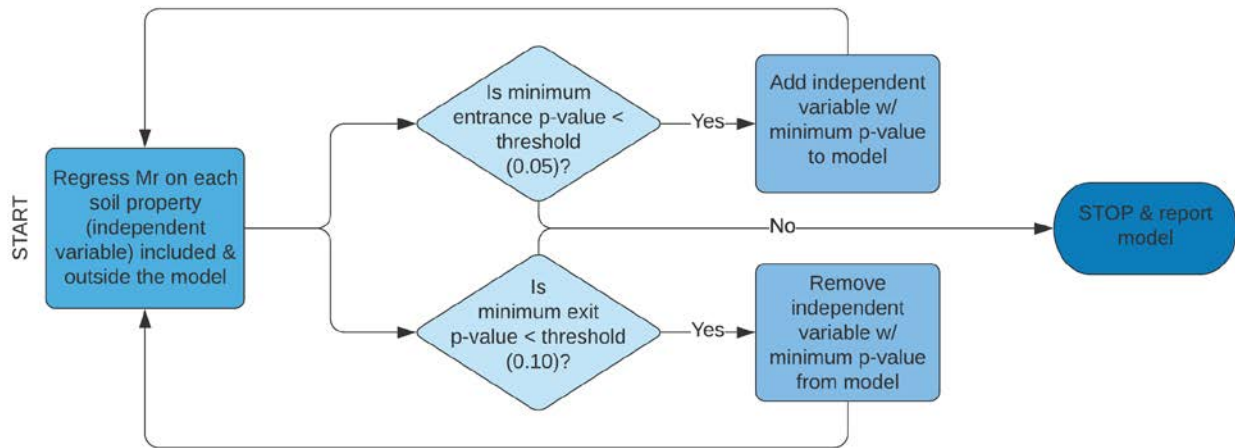 START
Regress Mr on each
soil property
(independent
variable) included &
outside the model
Is minimum
entrance p-value <
threshold
(0.05)?
Yes
Add independent
variable w/
minimum p-value
to model
No
STOP & report
model
Is
minimum exit
p-value < threshold
(0.10)?
Yes
Remove
independent
variable w/
minimum p-value
from model